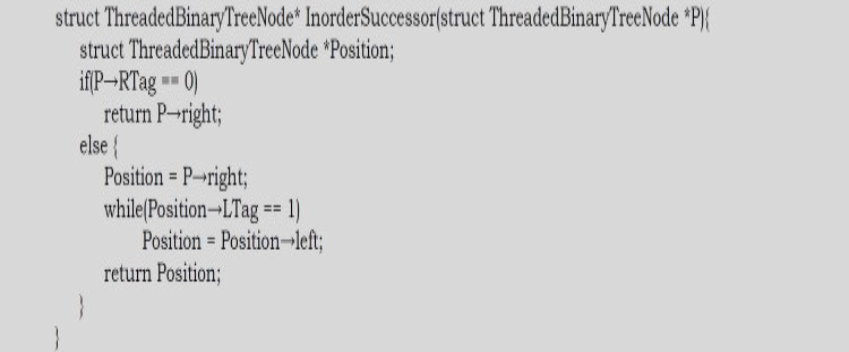 struct ThreadedBinaryTreeNode* InorderSuccessor(struct ThreadedBinaryTreeNode *P){
struct ThreadedBinaryTreeNode *Position;
if(P→RTag == 0)
return P→right;
else {
Position = P→right;
while(Position→LTag == 1)
Position = Position→left;
return Position;
}
}